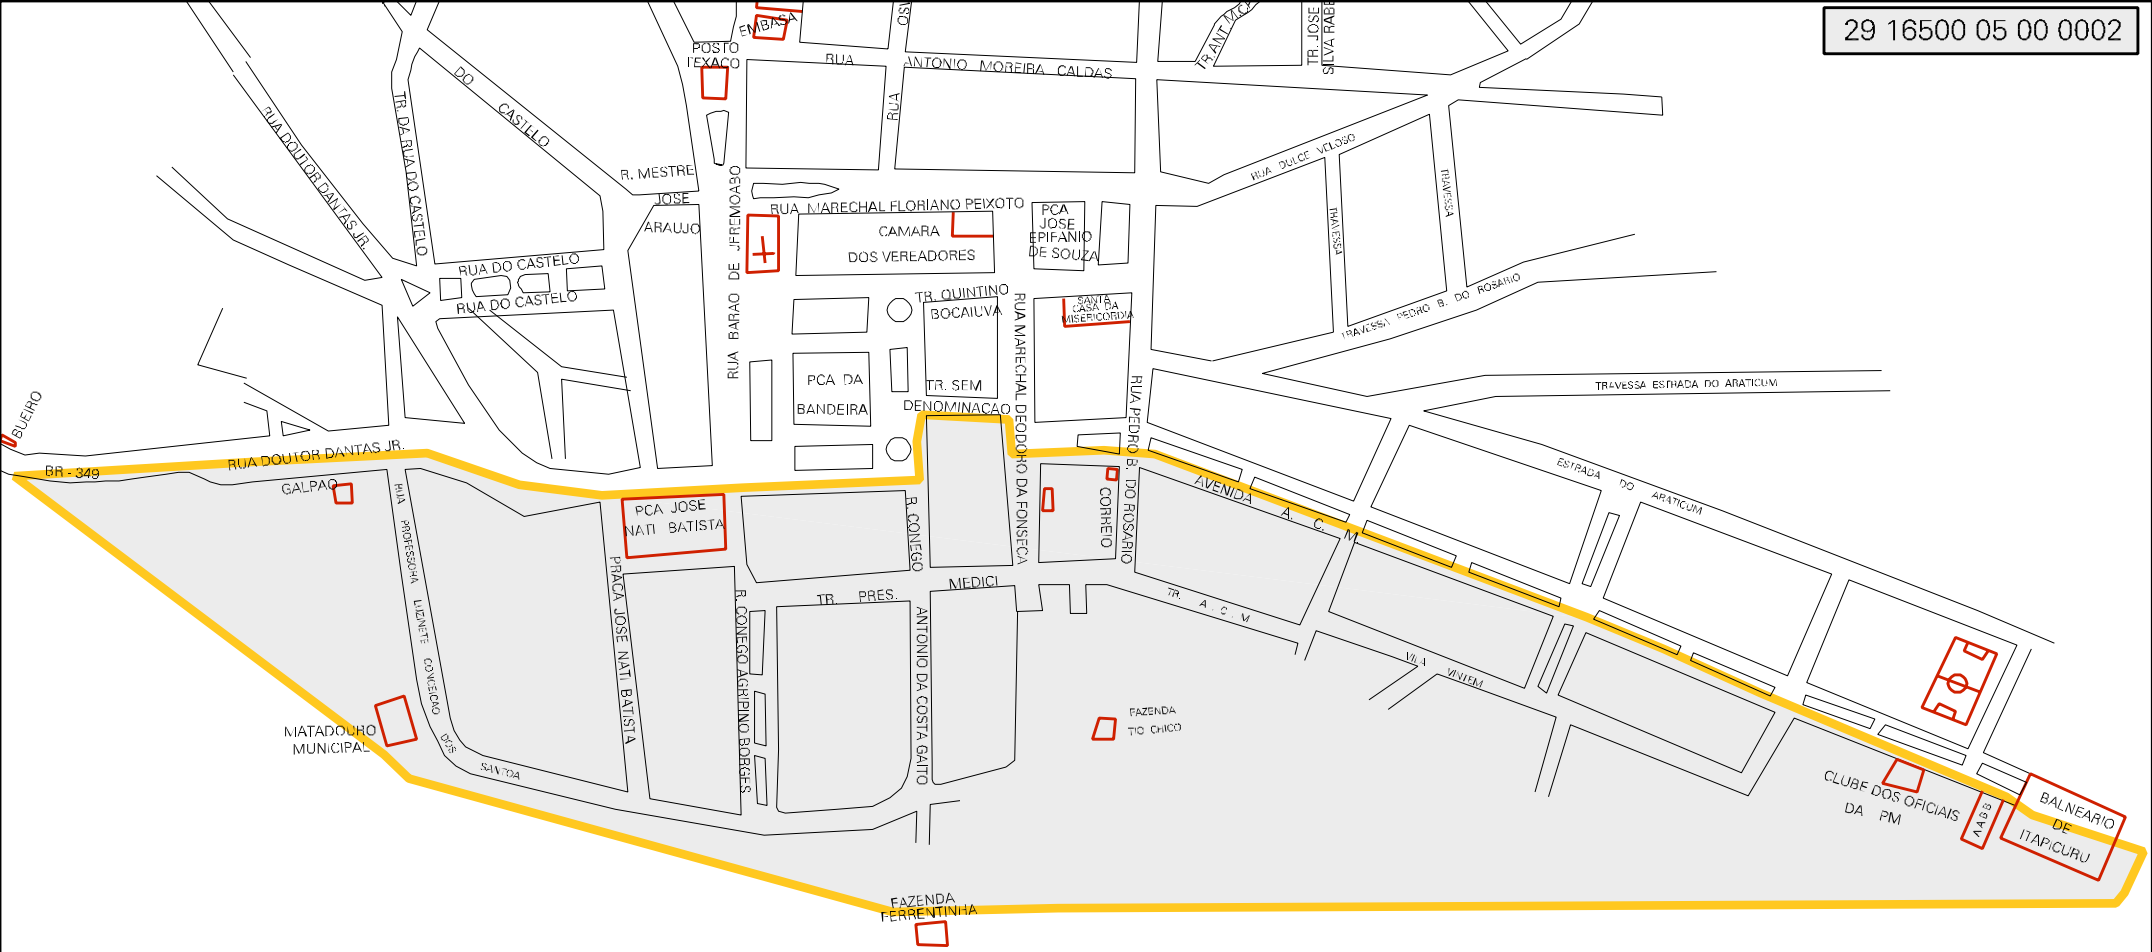 29 16500 05 00 0002
EMBASA
POSTO
TEXACO
RUA ANTONIO MOREIRA CALDAS
RUA
TR. JOSE
SILVA RABE
DO CASTELO
RUA DOUTOR DANTAS JR.
TR. DA RUA DO CASTELO
R. MESTRE
JOSE
ARAUJO
RUA BARAO DE JEREMOABO
RUA MARECHAL FLORIANO PEIXOTO
CAMARA
DOS VEREADORES
PCA
JOSE
EPIFANIO
DE SOUZA
RUA DULCE VELOSO
TRAVESSA
TRAVESSA
RUA DO CASTELO
RUA DO CASTELO
TR. QUINTINO
BOCAIUVA
SANTA
CASA DA
MISERICORDIA
RUA MARECHAL DEODORO DA FONSECA
TRAVESSA PEDRO B. DO ROSARIO
PCA DA
BANDEIRA
TR. SEM
DENOMINACAO
RUA PEDRO B. DO ROSARIO
TRAVESSA ESTRADA DO ARATICUM
BUEIRO
BR - 349
RUA DOUTOR DANTAS JR.
GALPAO
ESTRADA DO ARATICUM
AVENIDA A. C. M
PCA JOSE
NATI BATISTA
R. CONEGO
CORREIO
RUA PROFESSORA LUZINETE CONCEICAO DOS
PRACA JOSE NATI BATISTA
TR. PRES. MEDICI
R. CONEGO AGRIPINO BORGES
ANTONIO DA COSTA GAITO
TR. A . C . M
VILA VINTEM
MATADOURO
MUNICIPAL
FAZENDA
TIO CHICO
CLUBE DOS OFICIAIS
DA PM
AABB
BALNEARIO
DE
ITAPICURU
FAZENDA
FERRENTINHA